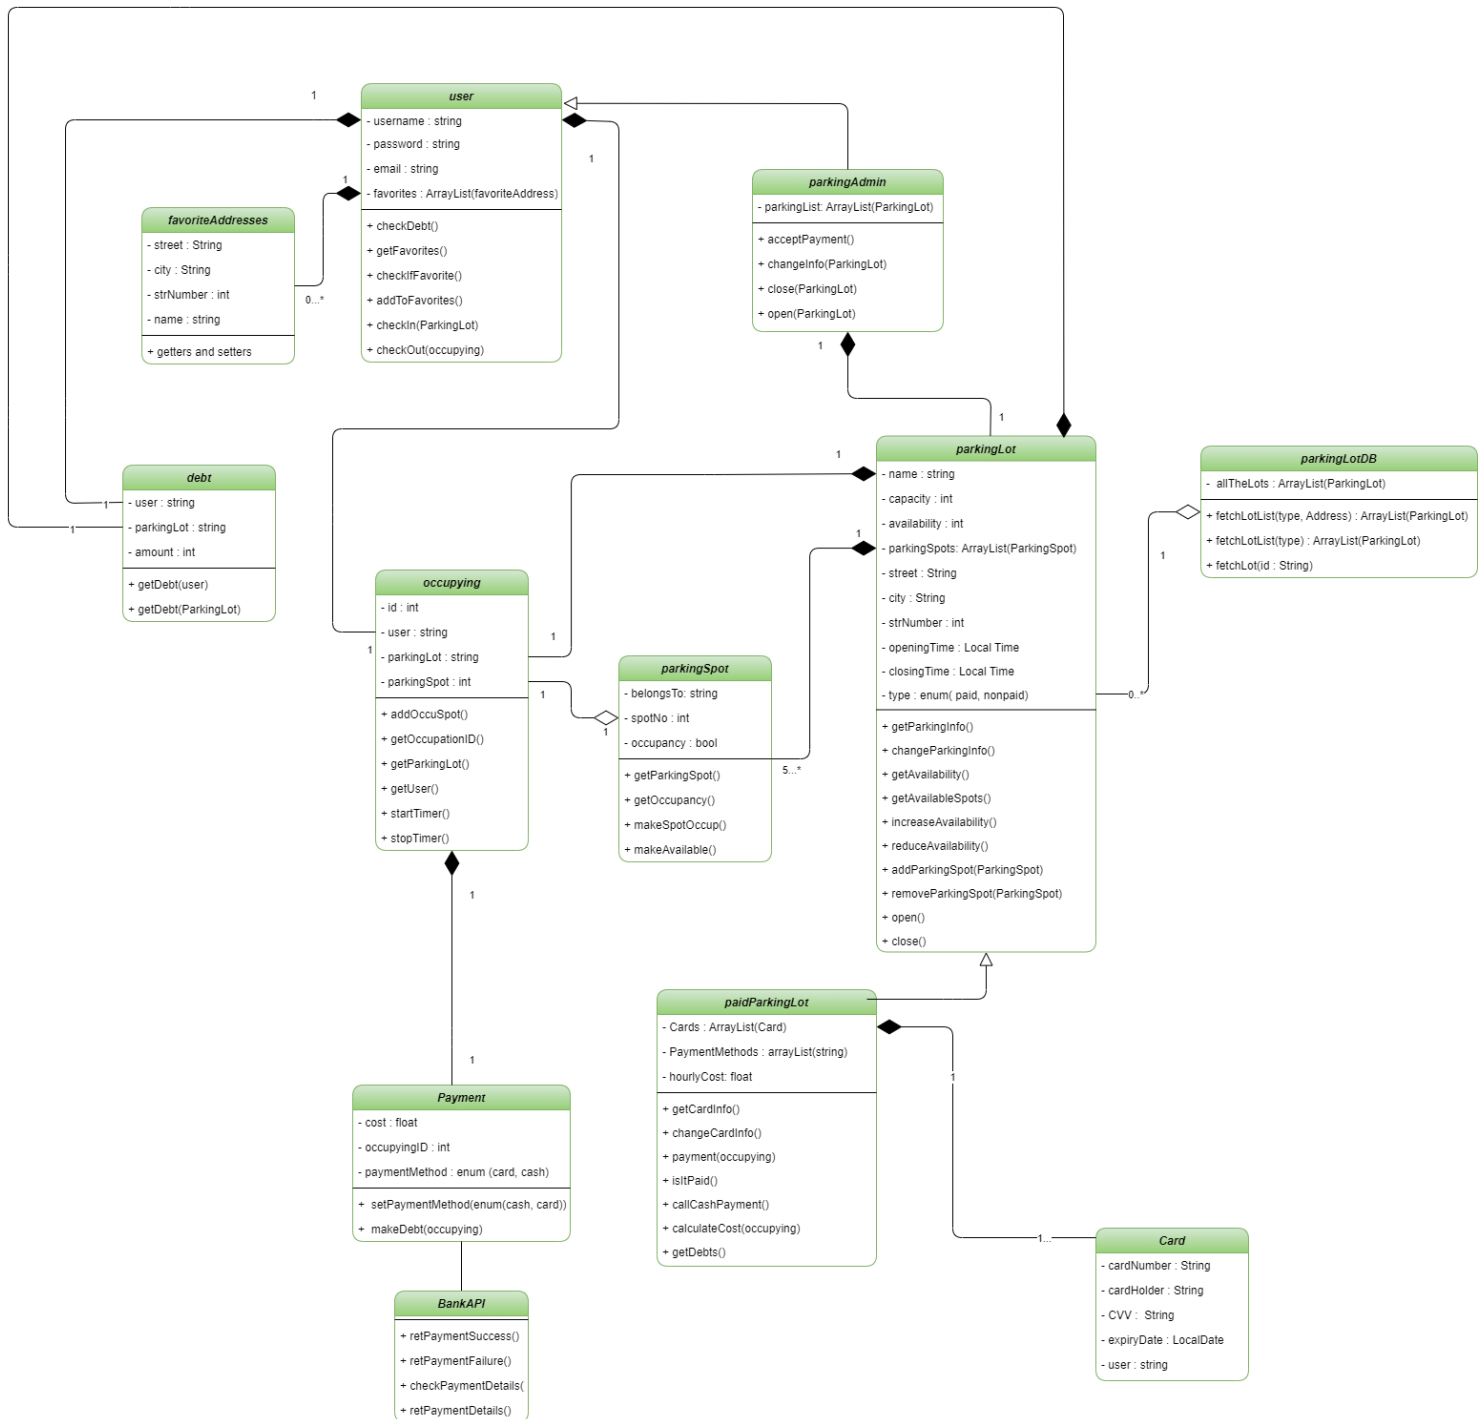 user
- username : string
- password : string
- email : string
- favorites : ArrayList(favoriteAddress)
+ checkDebt()
+ getFavorites()
+ checkIfFavorite()
+ addToFavorites()
+ checkIn(ParkingLot)
+ checkOut(occupying)
1
1
1
0...*
favoriteAddresses
- street : String
- city : String
- strNumber : int
- name : string
+ getters and setters
parkingAdmin
- parkingList: ArrayList(ParkingLot)
+ acceptPayment()
+ changeInfo(ParkingLot)
+ close(ParkingLot)
+ open(ParkingLot)
1
1
debt
- user : string
- parkingLot : string
- amount : int
+ getDebt(user)
+ getDebt(ParkingLot)
1
1
occupying
- id : int
- user : string
- parkingLot : string
- parkingSpot : int
+ addOccuSpot()
+ getOccupationID()
+ getParkingLot()
+ getUser()
+ startTimer()
+ stopTimer()
1
1
1
1
1
parkingSpot
- belongsTo: string
- spotNo : int
- occupancy : bool
+ getParkingSpot()
+ getOccupancy()
+ makeSpotOccup()
+ makeAvailable()
1
1
5...*
parkingLot
- name : string
- capacity : int
- availability : int
- parkingSpots: ArrayList(ParkingSpot)
- street : String
- city : String
- strNumber : int
- openingTime : Local Time
- closingTime : Local Time
- type : enum( paid, nonpaid)
+ getParkingInfo()
+ changeParkingInfo()
+ getAvailability()
+ getAvailableSpots()
+ increaseAvailability()
+ reduceAvailability()
+ addParkingSpot(ParkingSpot)
+ removeParkingSpot(ParkingSpot)
+ open()
+ close()
parkingLotDB
- allTheLots : ArrayList(ParkingLot)
+ fetchLotList(type, Address) : ArrayList(ParkingLot)
+ fetchLotList(type) : ArrayList(ParkingLot)
+ fetchLot(id : String)
1
0..*
paidParkingLot
- Cards : ArrayList(Card)
- PaymentMethods : arrayList(string)
- hourlyCost: float
+ getCardInfo()
+ changeCardInfo()
+ payment(occupying)
+ isItPaid()
+ callCashPayment()
+ calculateCost(occupying)
+ getDebts()
1
1...
Payment
- cost : float
- occupyingID : int
- paymentMethod : enum (card, cash)
+ setPaymentMethod(enum(cash, card))
+ makeDebt(occupying)
BankAPI
+ retPaymentSuccess()
+ retPaymentFailure()
+ checkPaymentDetails(
+ retPaymentDetails()
Card
- cardNumber : String
- cardHolder : String
- CVV : String
- expiryDate : LocalDate
- user : string